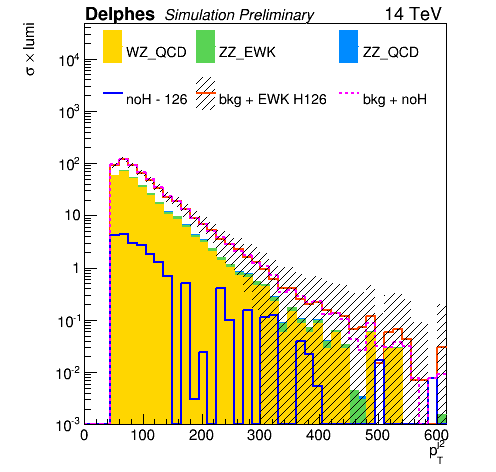 Delphes Simulation Preliminary 14 TeV
σ × lumi
WZ_QCD ZZ_EWK ZZ_QCD
noH - 126 bkg + EWK H126 bkg + noH
10⁴
10³
10²
10
1
10⁻¹
10⁻²
10⁻³
0 100 200 300 400 500 600
p_T^{j2}